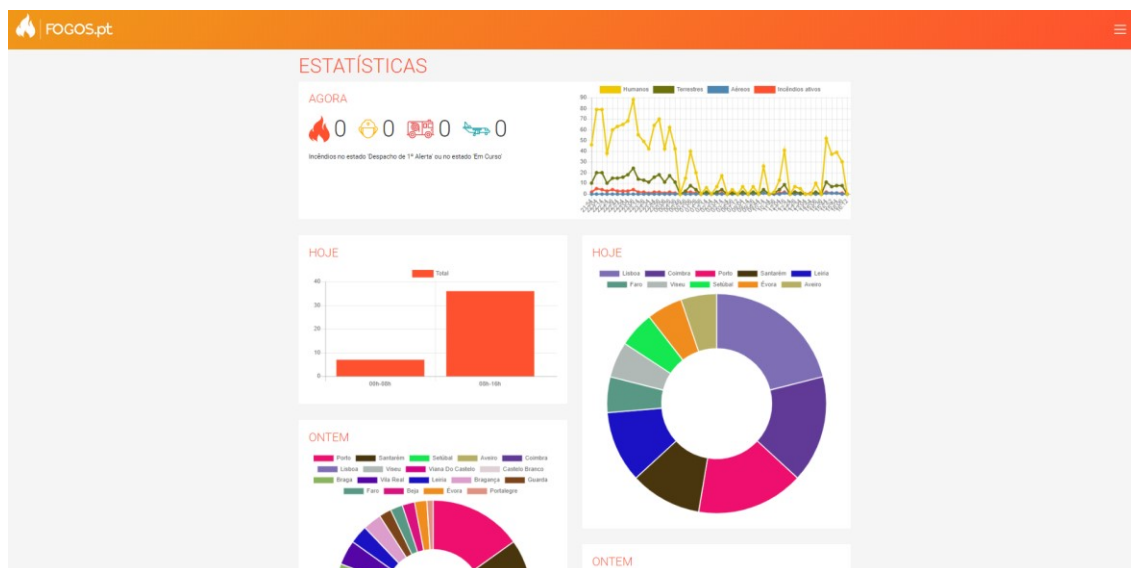 FOGOS.pt
ESTATÍSTICAS
AGORA
0 0 0 0
Incêndios no estado 'Despacho de 1º Alerta' ou no estado 'Em Curso'
Humanos Terrestres Aéreos Incêndios ativos
90
80
70
60
50
40
30
20
10
0
HOJE
Total
40
30
20
10
0
HOJE
Lisboa Coimbra Porto Santarém Leiria
Faro Viseu Setúbal Évora Aveiro
ONTEM
Porto Santarém Setúbal Aveiro Coimbra
Lisboa Viseu Viana Do Castelo Castelo Branco
Braga Vila Real Leiria Bragança Guarda
Faro Beja Évora Portalegre
ONTEM